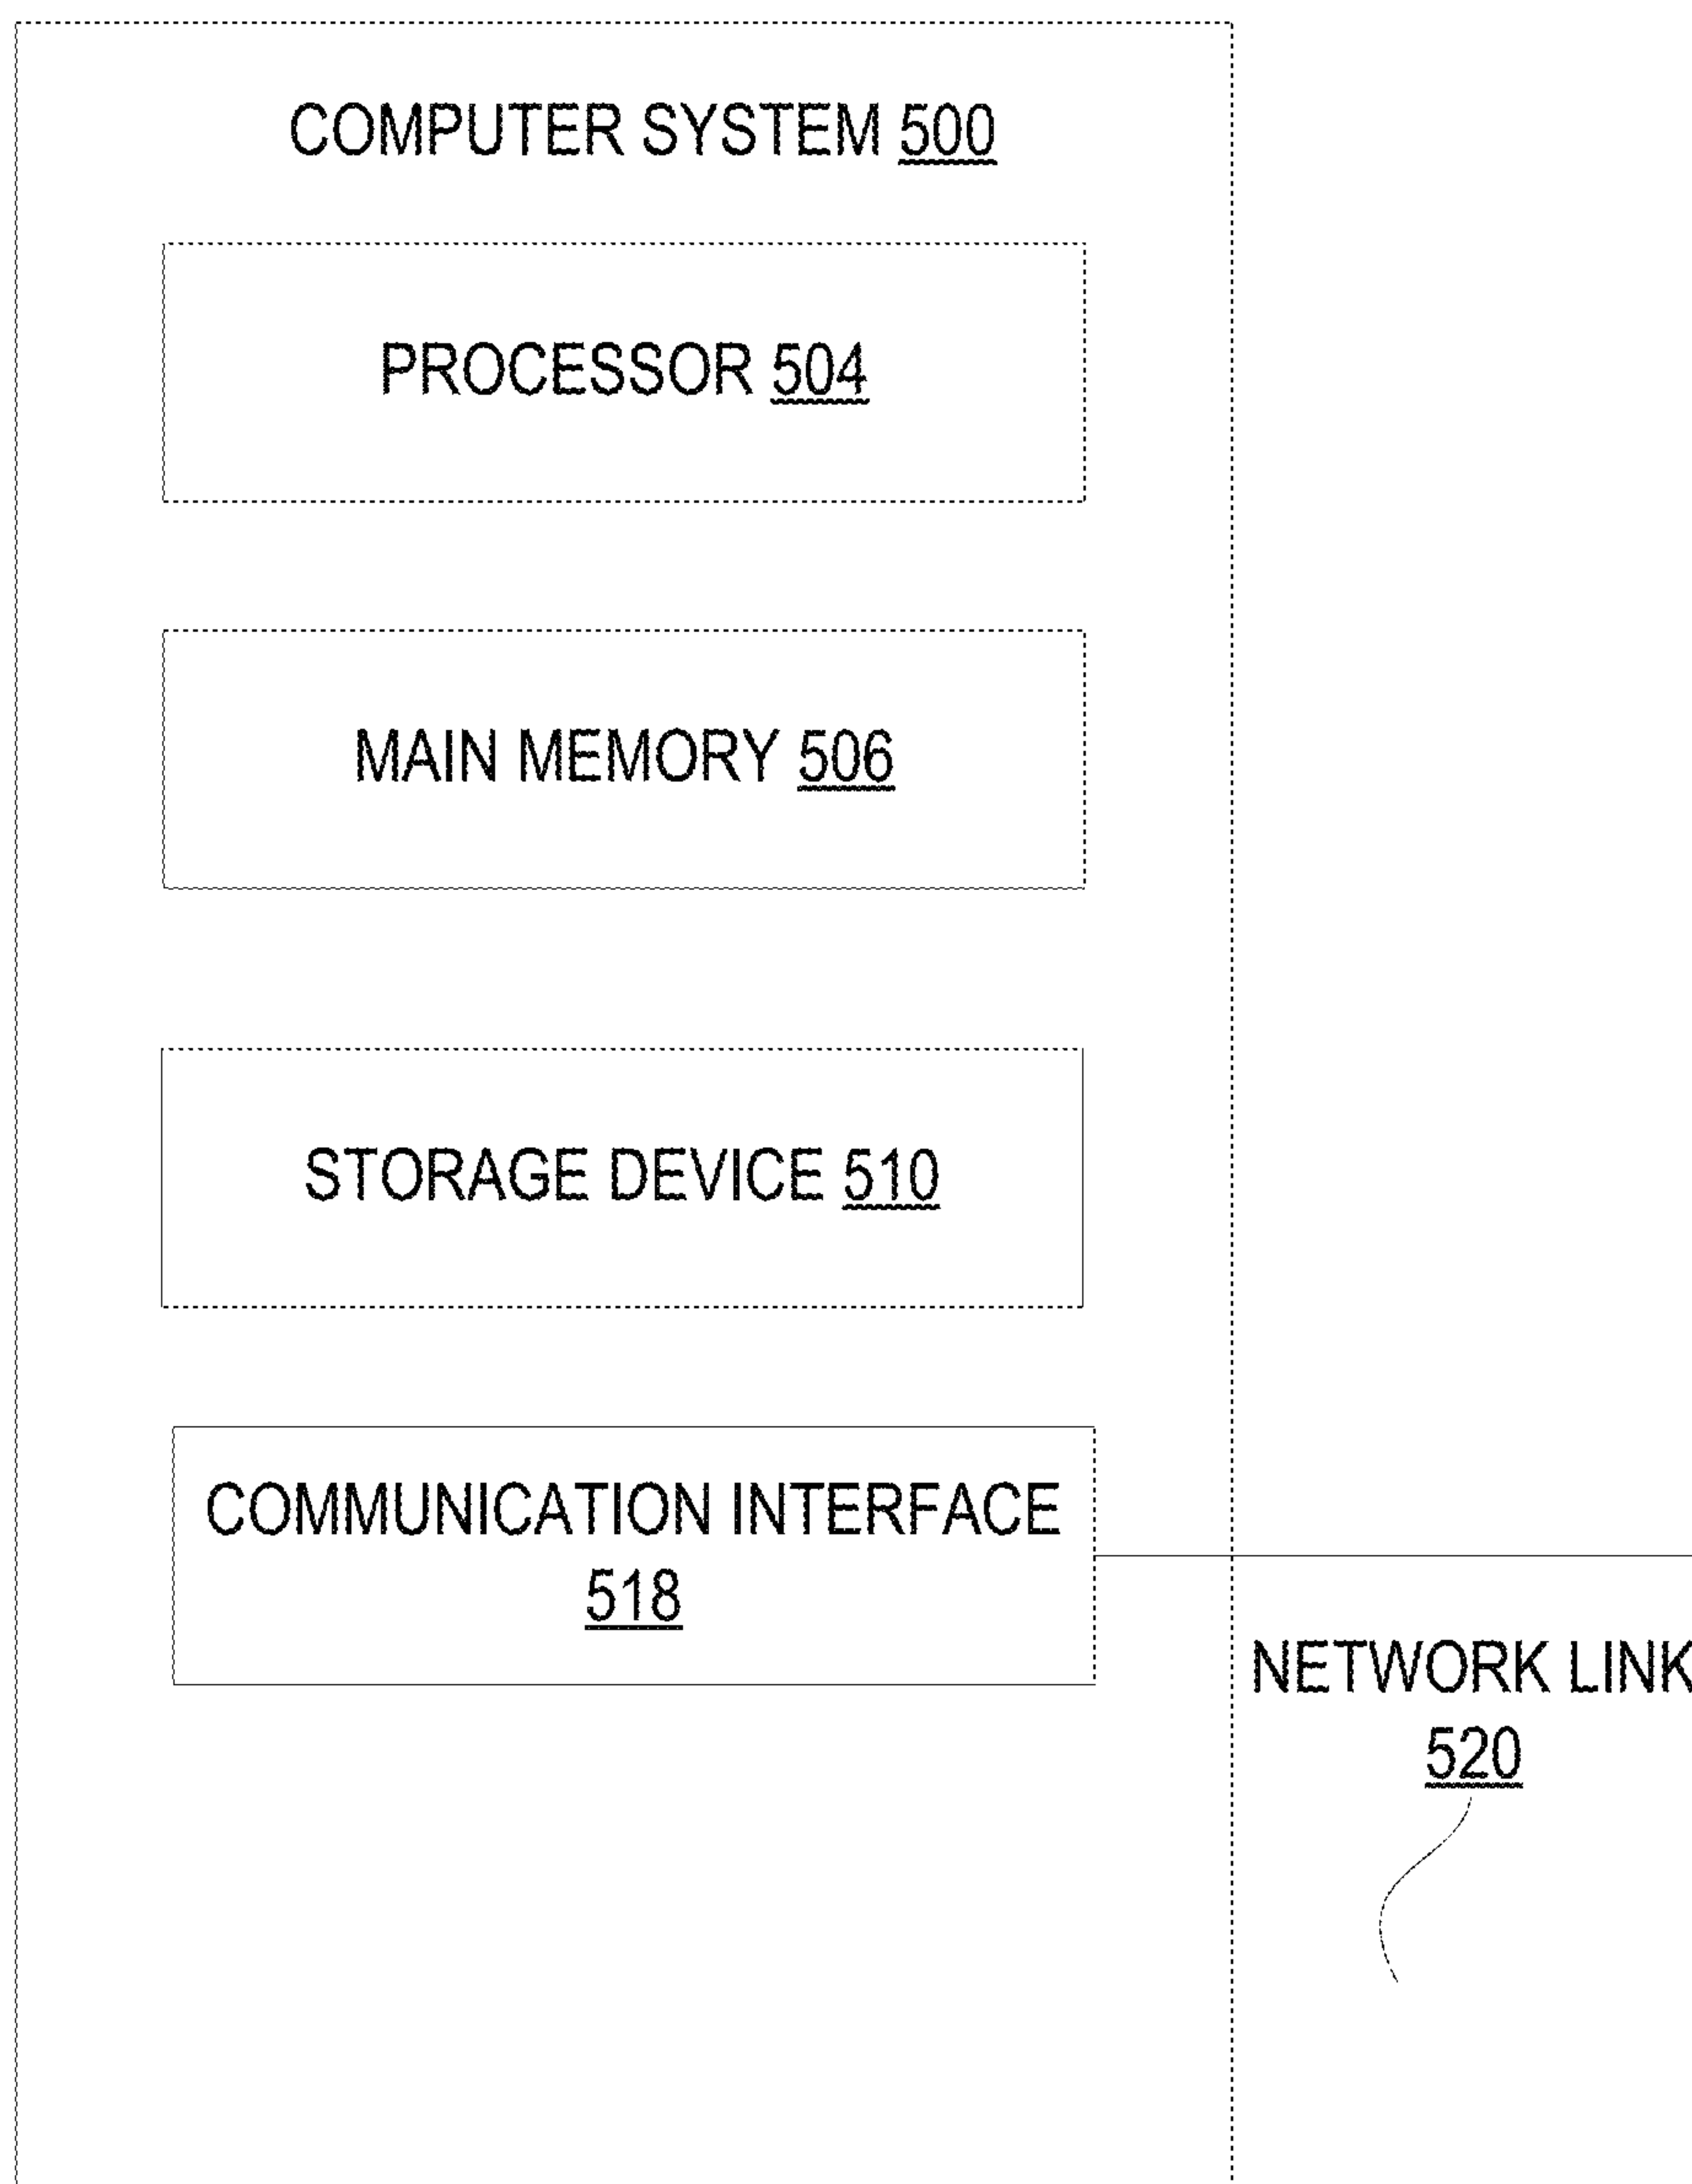 COMPUTER SYSTEM 500
PROCESSOR 504
MAIN MEMORY 506
STORAGE DEVICE 510
COMMUNICATION INTERFACE
518
NETWORK LINK
520